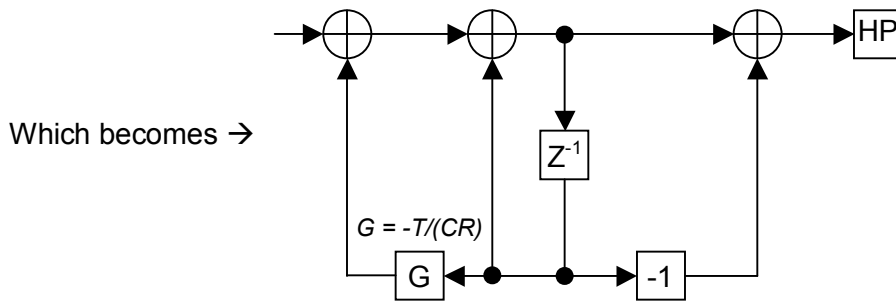 HP
Which becomes →
Z⁻¹
G = -T/(CR)
G
-1